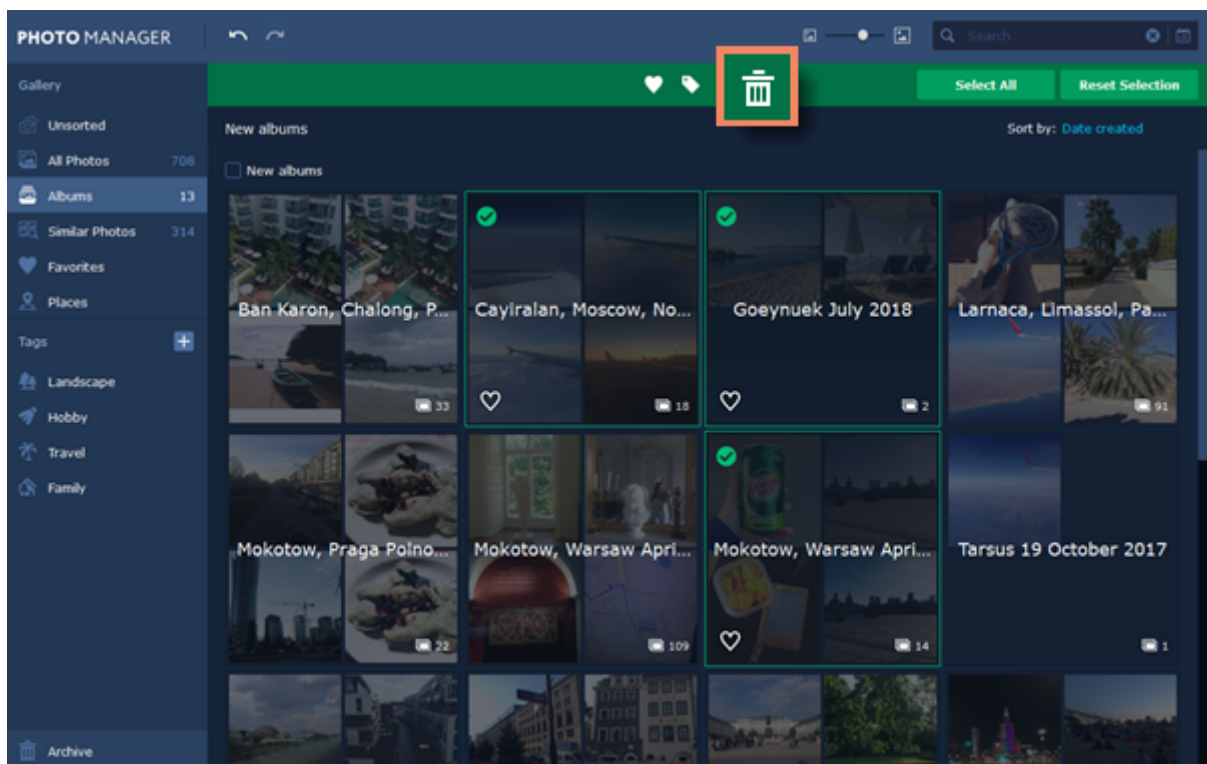 PHOTO MANAGER
Search
Gallery
Select All
Reset Selection
Unsorted
New albums
Sort by: Date created
All Photos 708
New albums
Albums 13
Similar Photos 314
Favorites
Places
Tags
Landscape
Hobby
Travel
Family
Archive
Ban Karon, Chalong, P...
33
Cayiralan, Moscow, No...
18
Goeynuek July 2018
2
Larnaca, Limassol, Pa...
91
Mokotow, Praga Polno...
22
Mokotow, Warsaw Apri...
109
Mokotow, Warsaw Apri...
14
Tarsus 19 October 2017
1